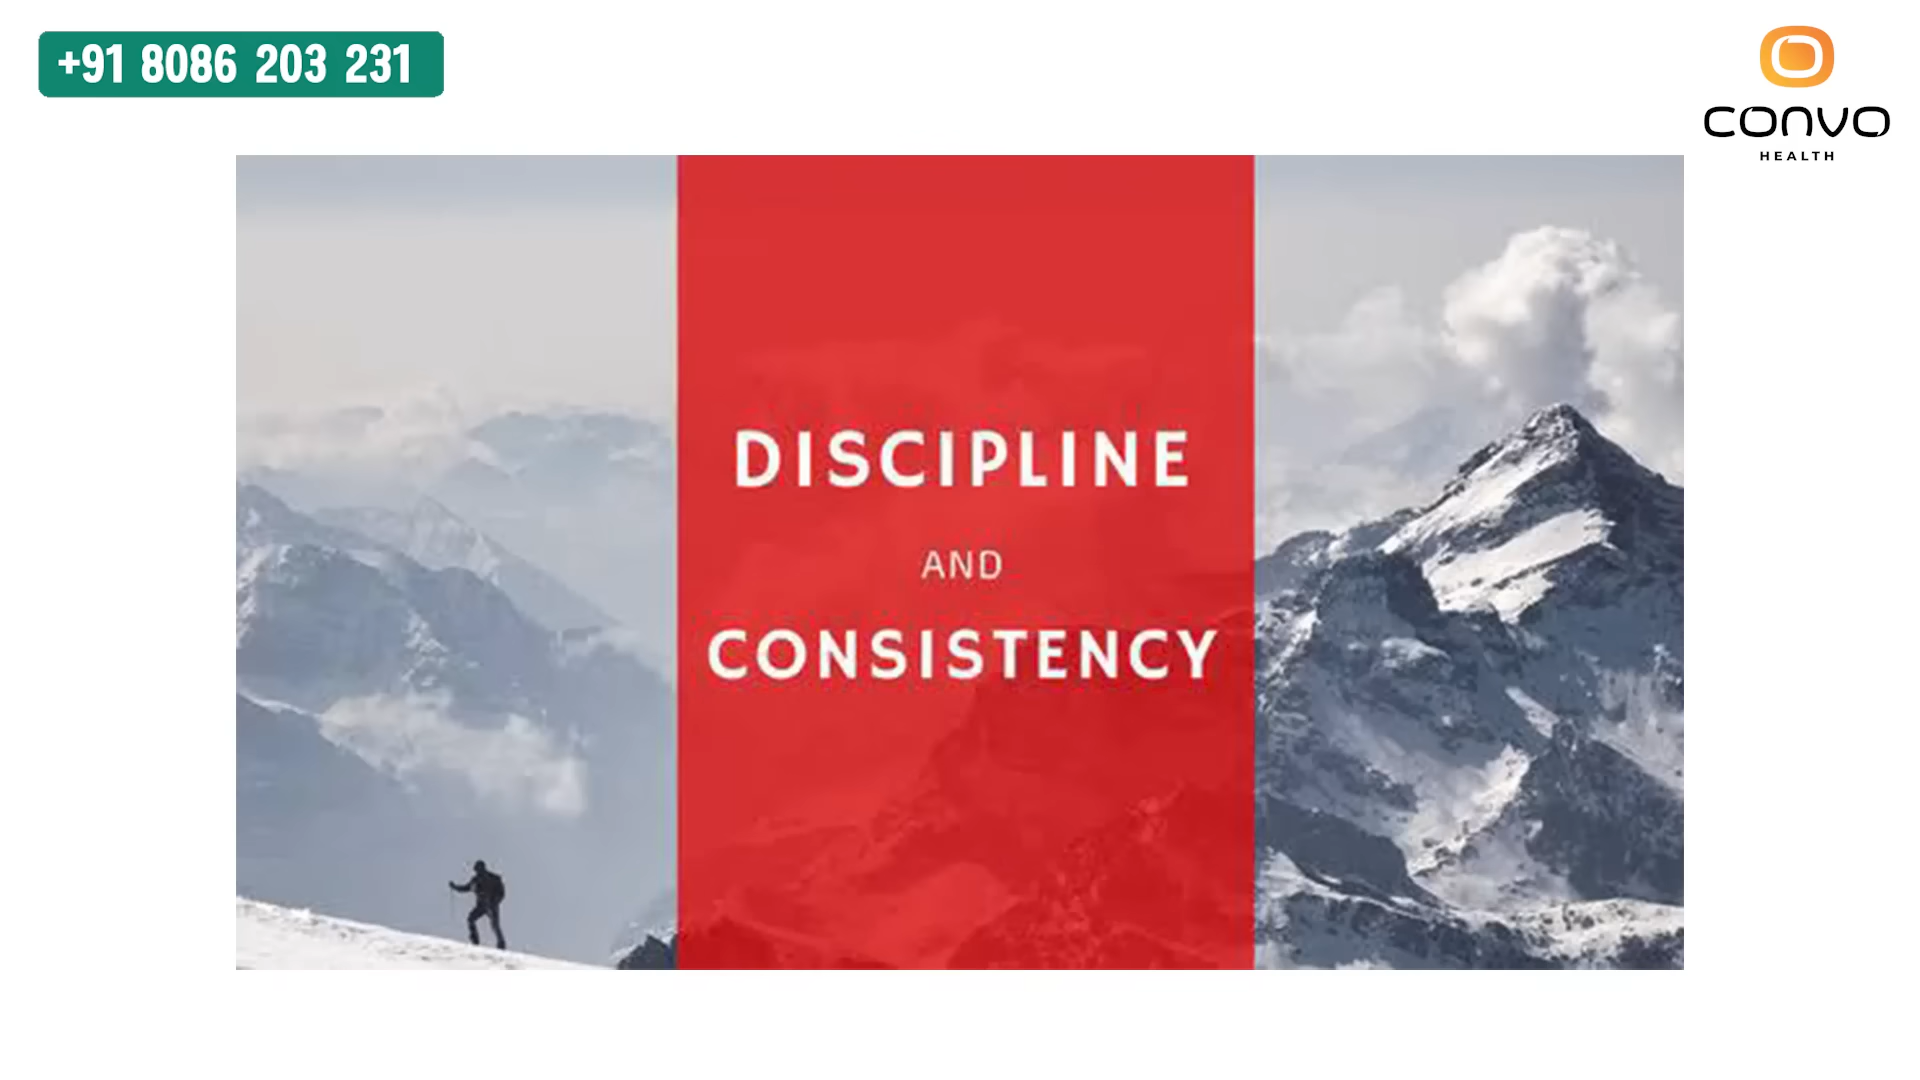 +91 8086 203 231
CONVO
HEALTH
DISCIPLINE
AND
CONSISTENCY